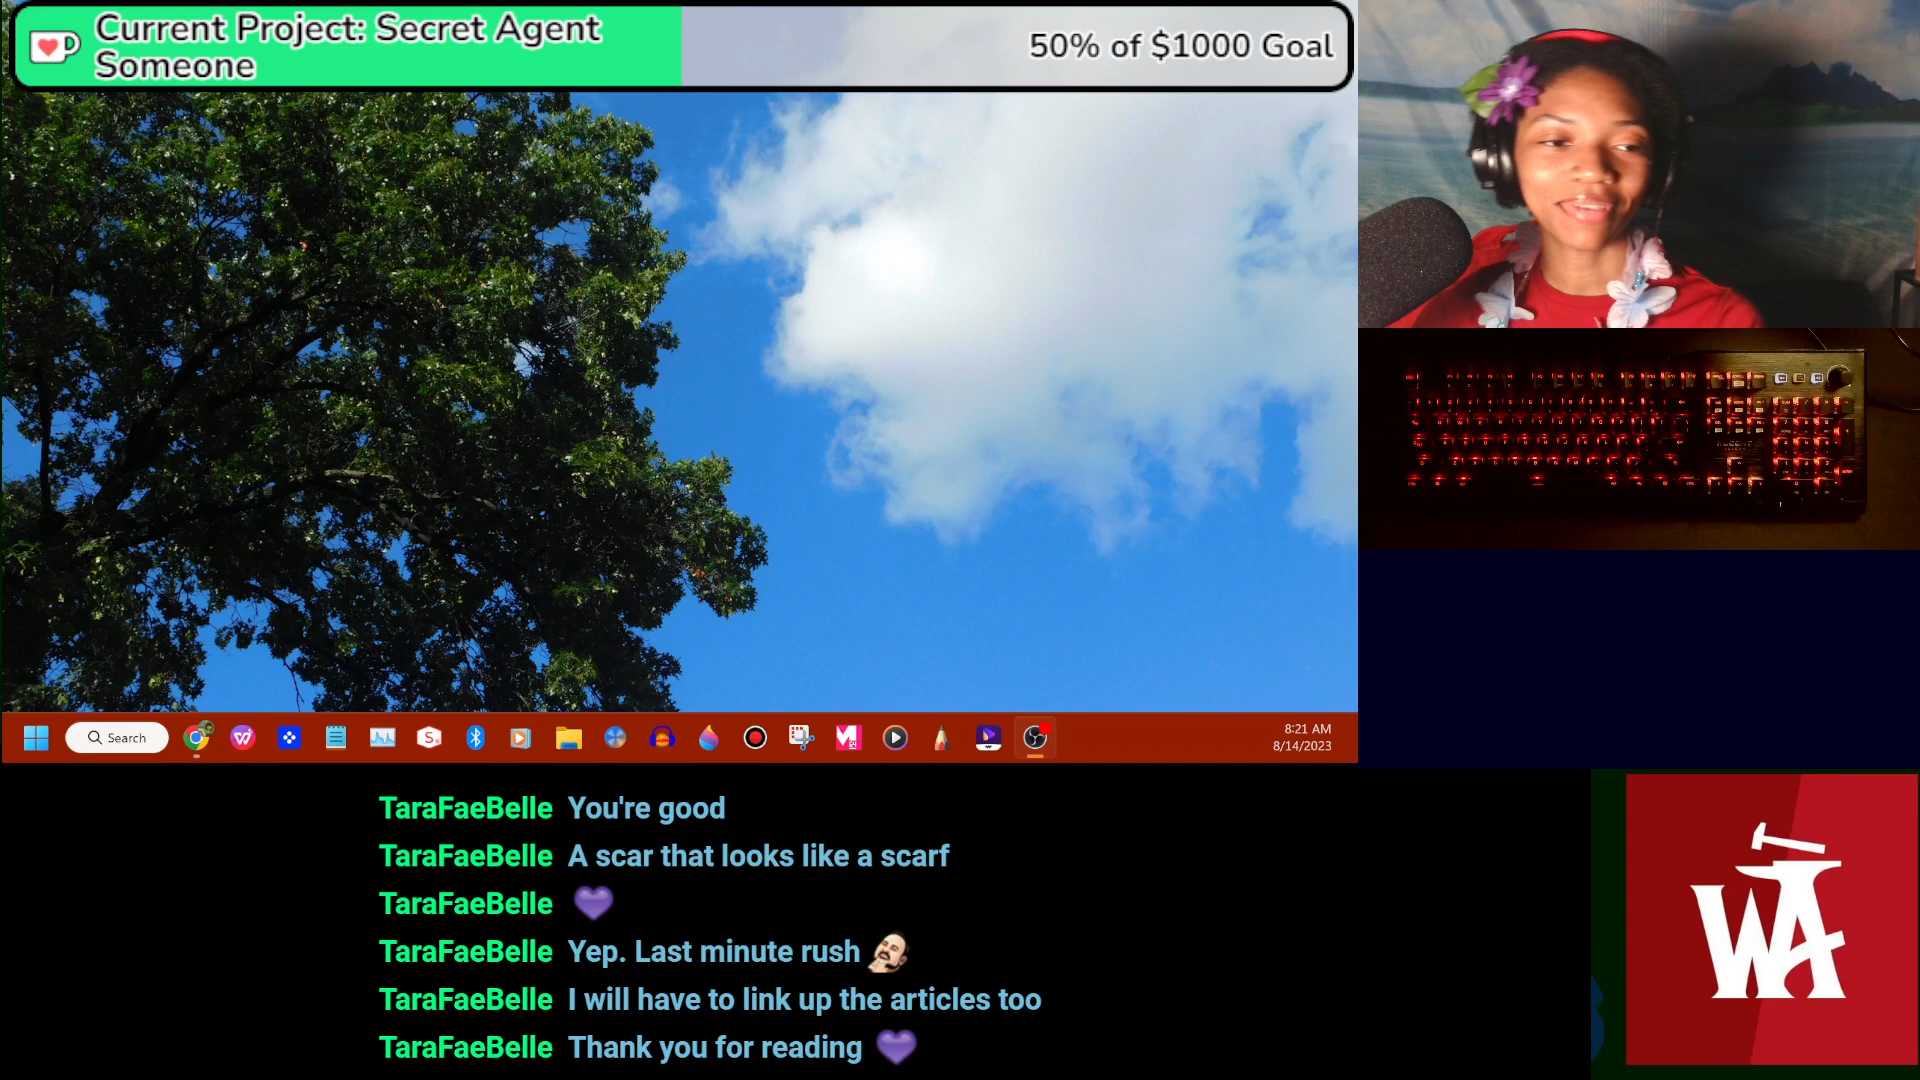 Current Project: Secret Agent
Someone
50% of $1000 Goal
Search
8:21 AM
8/14/2023
TaraFaeBelle You're good
TaraFaeBelle A scar that looks like a scarf
TaraFaeBelle 💜
TaraFaeBelle Yep. Last minute rush
TaraFaeBelle I will have to link up the articles too
TaraFaeBelle Thank you for reading 💜
WA